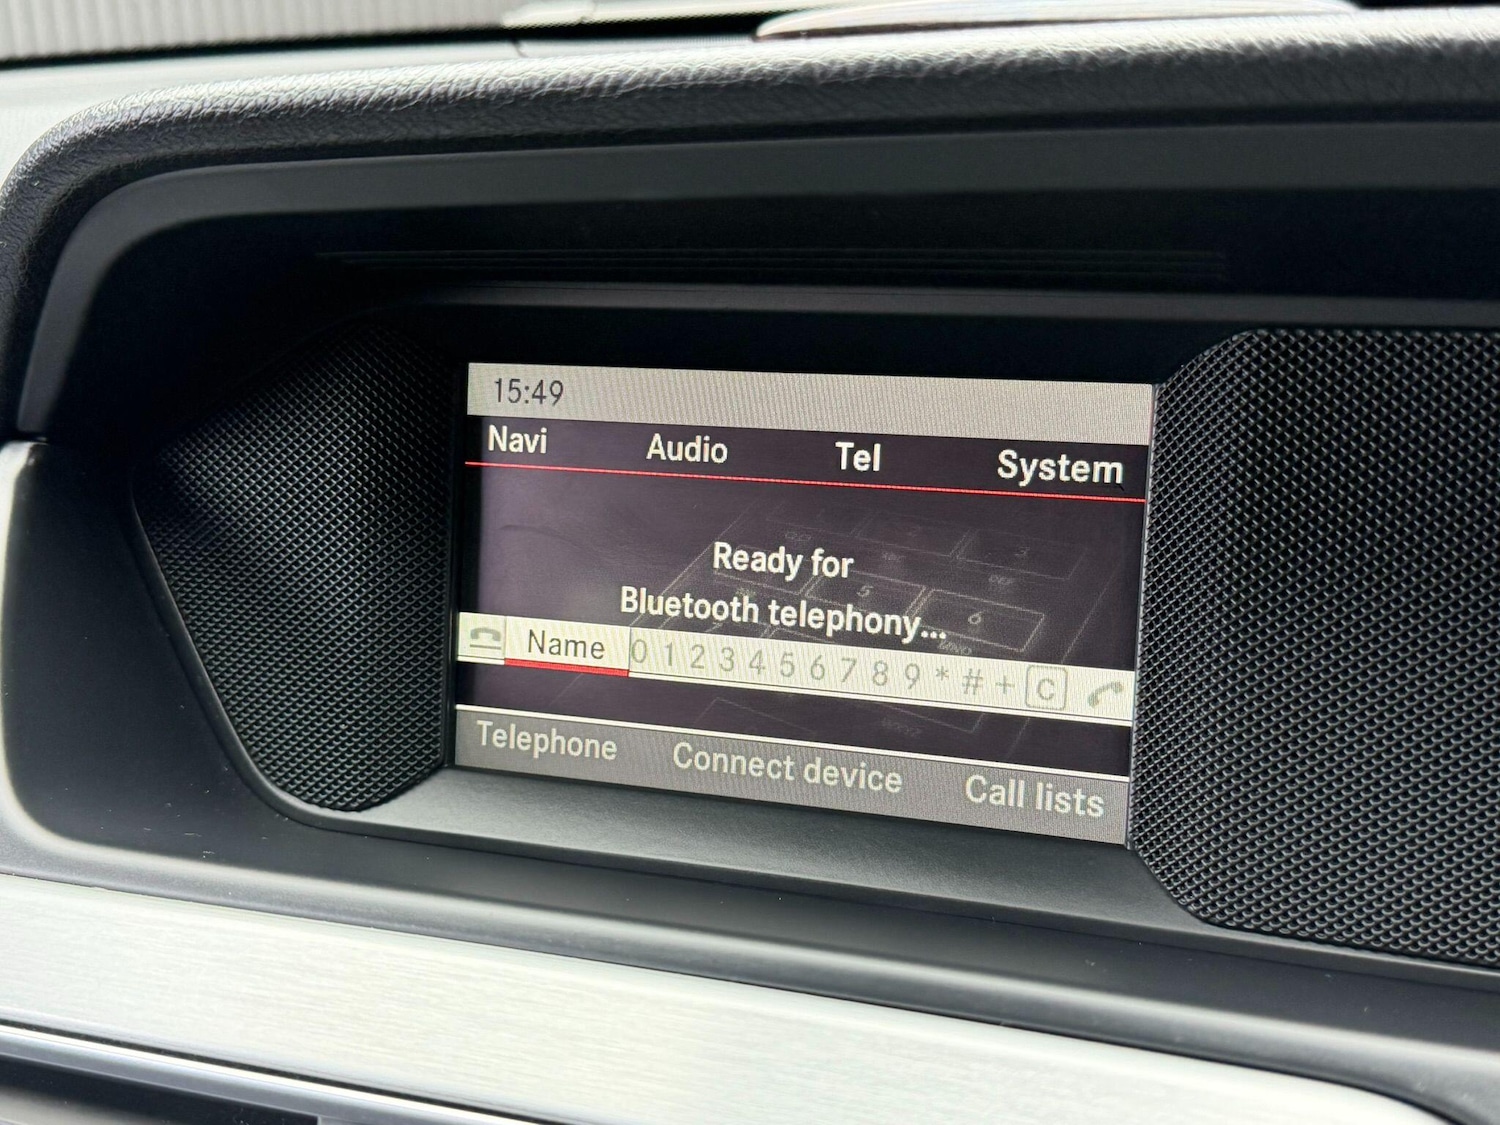 15:49
Navi Audio Tel System
Ready for
Bluetooth telephony...
Name 0 1 2 3 4 5 6 7 8 9 * # + C
Telephone Connect device Call lists